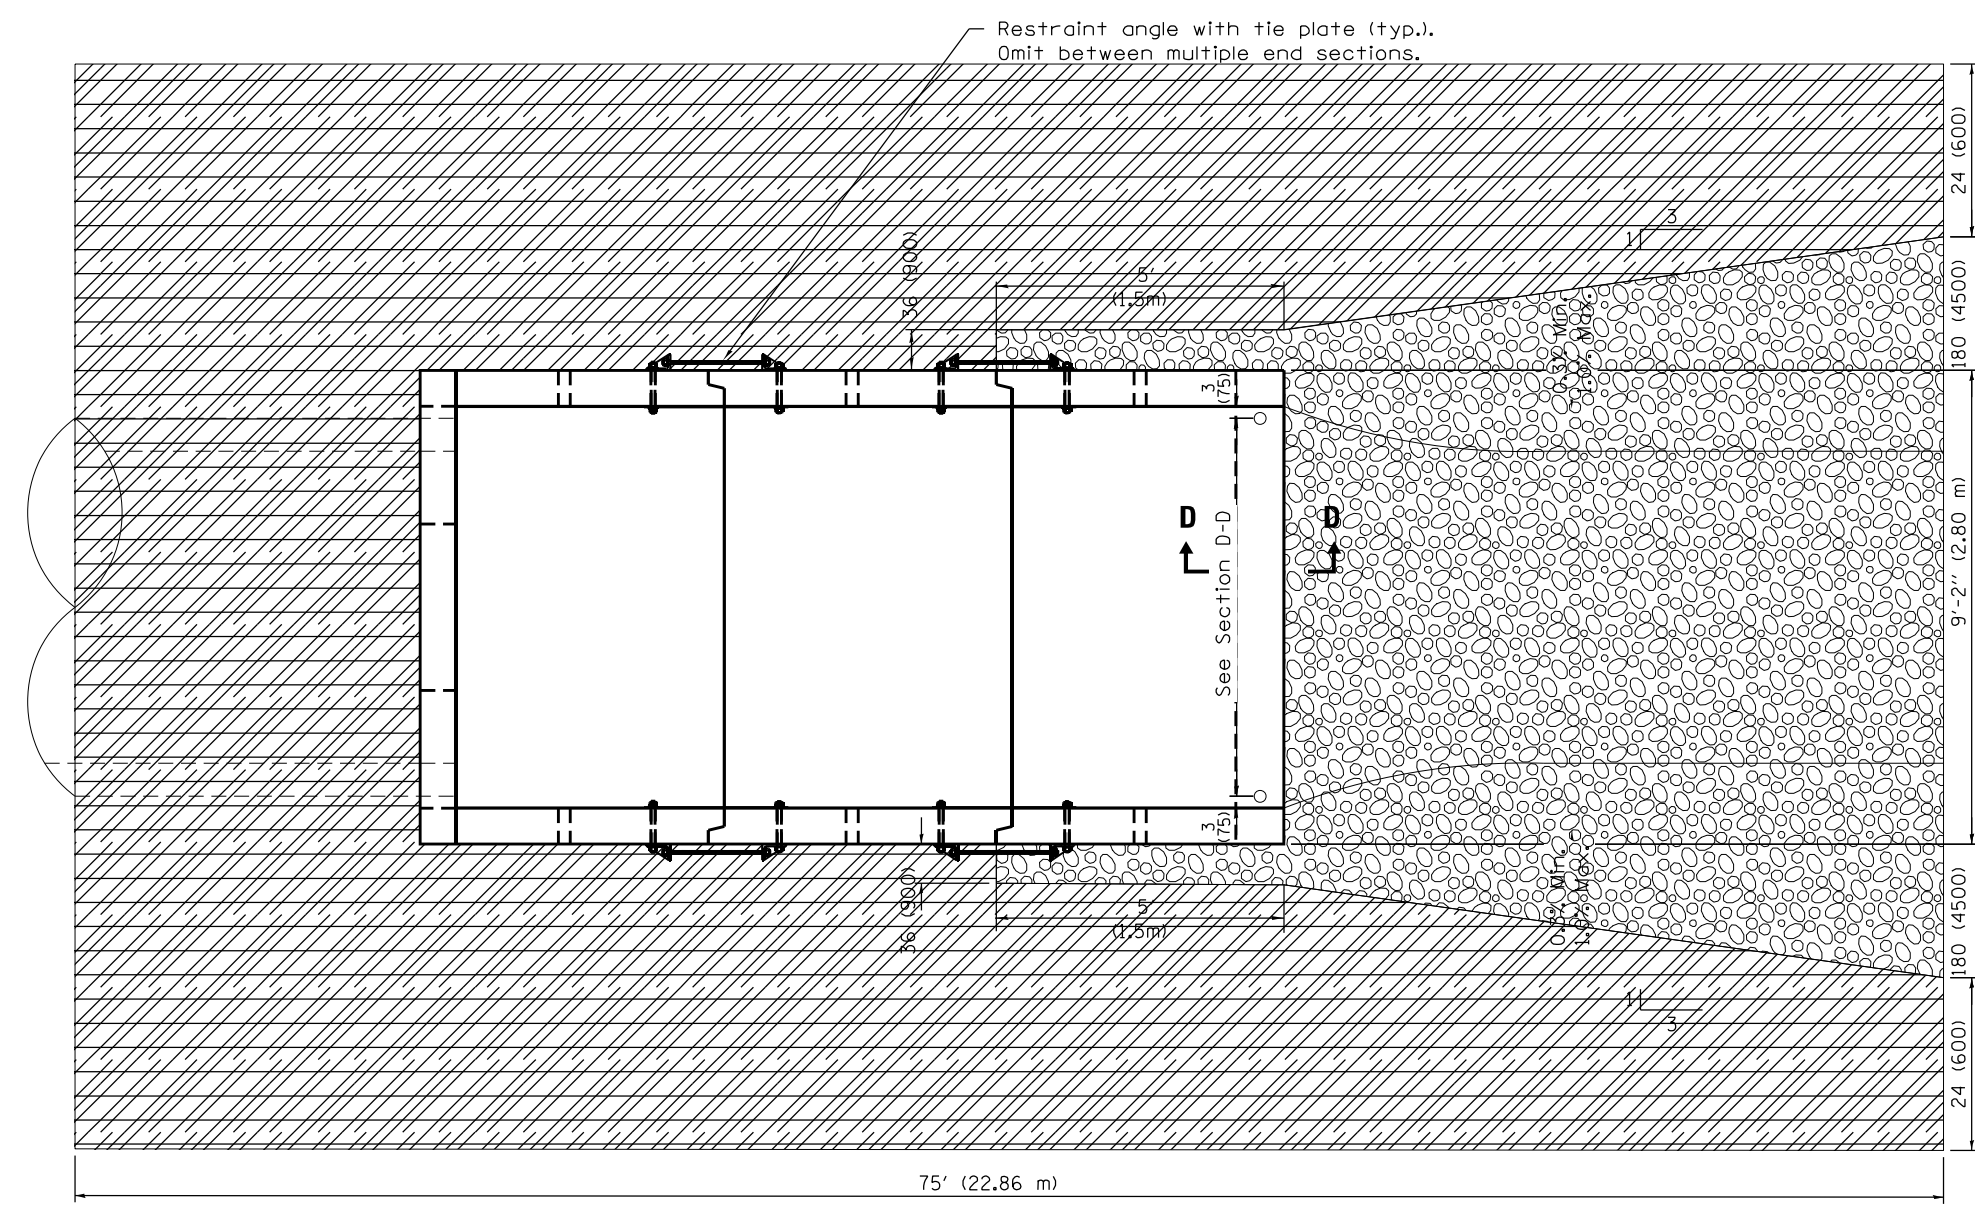 Restraint angle with tie plate (typ.).
Omit between multiple end sections.
24 (600)
3
1
36 (900)
5'
(1.5m)
180 (4500)
3
(75)
D
D
See Section D-D
9'-2'' (2.80 m)
3
(75)
36 (900)
5'
(1.5m)
180 (4500)
1
3
24 (600)
75' (22.86 m)